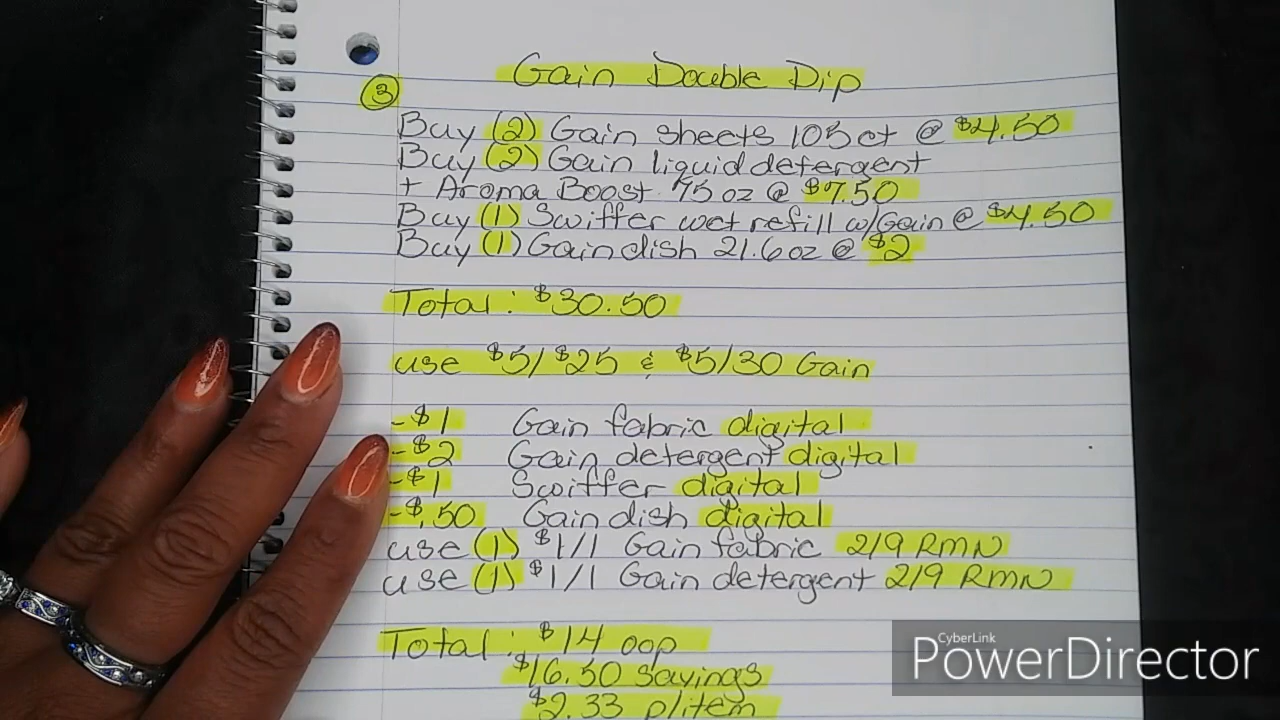 Gain Double Dip
3
Buy (2) Gain sheets 105 ct @ $4.50
Buy (2) Gain liquid detergent
+ Aroma Boost 75 oz @ $7.50
Buy (1) Swiffer wet refill w/Gain @ $4.50
Buy (1) Gain dish 21.6 oz @ $2
Total: $30.50
use $5/$25 & $5/30 Gain
-$1 Gain fabric digital
-$2 Gain detergent digital
-$1 Swiffer digital
-$.50 Gain dish digital
use (1) $1/1 Gain fabric 2/9 RMN
use (1) $1/1 Gain detergent 2/9 RMN
Total: $14 oop
$16.50 savings
$2.33 p/item
CyberLink
PowerDirector